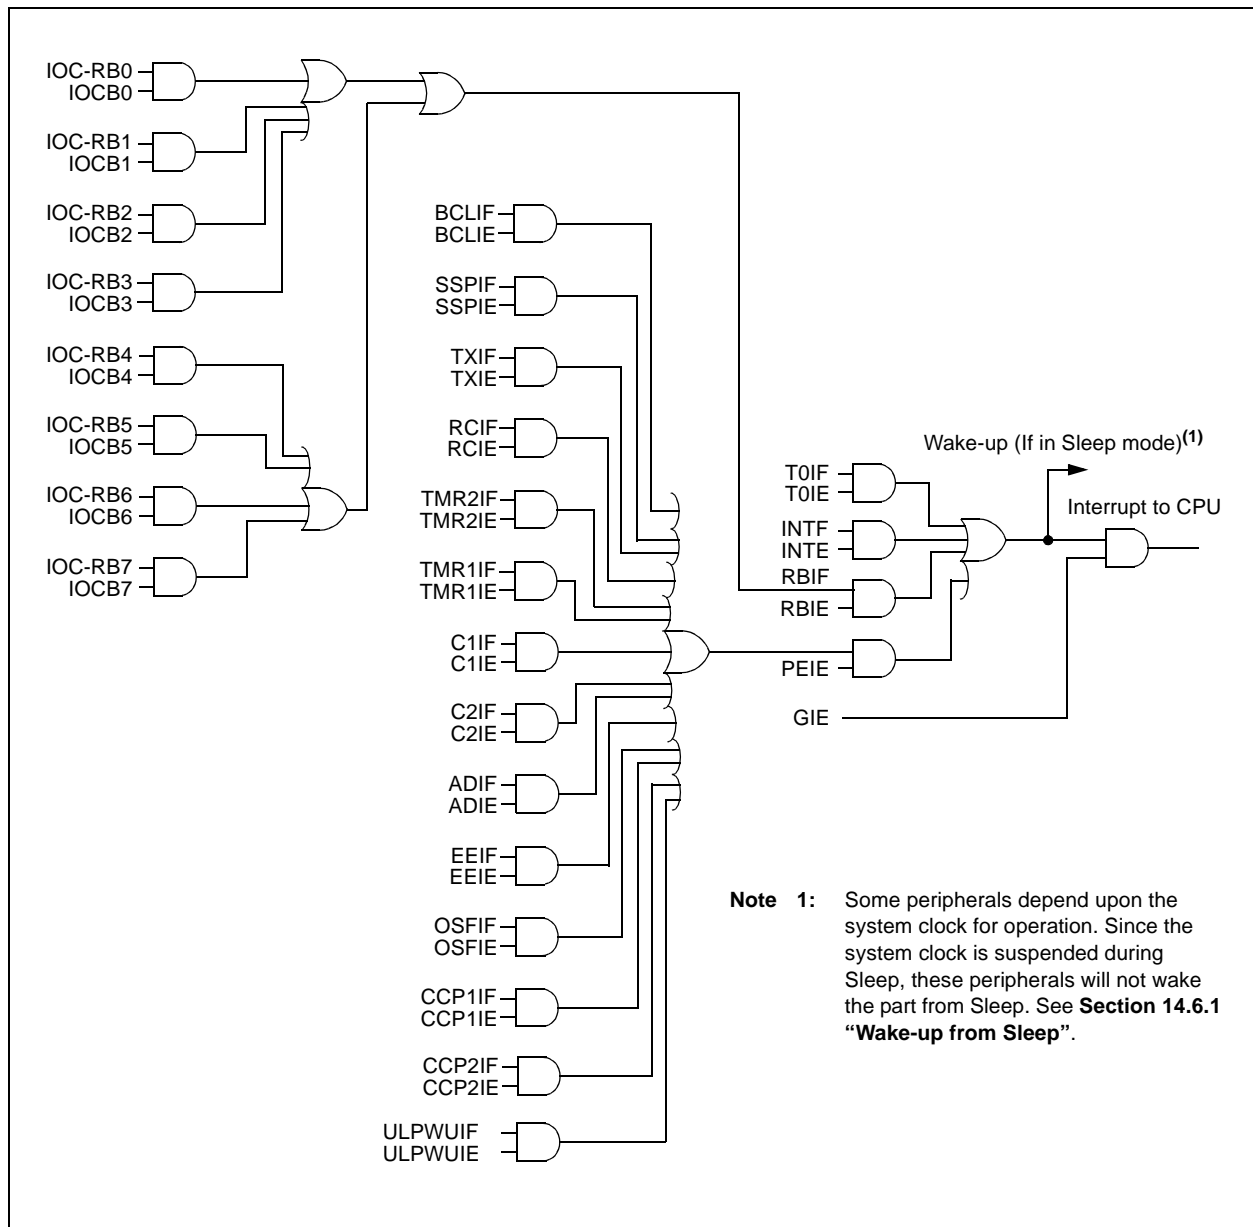 IOC-RB0
IOCB0
IOC-RB1
IOCB1
IOC-RB2
IOCB2
IOC-RB3
IOCB3
IOC-RB4
IOCB4
IOC-RB5
IOCB5
IOC-RB6
IOCB6
IOC-RB7
IOCB7
BCLIF
BCLIE
SSPIF
SSPIE
TXIF
TXIE
RCIF
RCIE
TMR2IF
TMR2IE
TMR1IF
TMR1IE
C1IF
C1IE
C2IF
C2IE
ADIF
ADIE
EEIF
EEIE
OSFIF
OSFIE
CCP1IF
CCP1IE
CCP2IF
CCP2IE
ULPWUIF
ULPWUIE
Wake-up (If in Sleep mode)(1)
T0IF
T0IE
Interrupt to CPU
INTF
INTE
RBIF
RBIE
PEIE
GIE
Note 1: Some peripherals depend upon the
system clock for operation. Since the
system clock is suspended during
Sleep, these peripherals will not wake
the part from Sleep. See Section 14.6.1
“Wake-up from Sleep”.